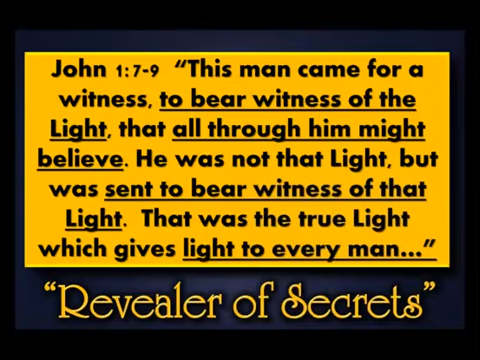 John 1:7-9 “This man came for a
witness, to bear witness of the
Light, that all through him might
believe. He was not that Light, but
was sent to bear witness of that
Light. That was the true Light
which gives light to every man...”
“Revealer of Secrets”